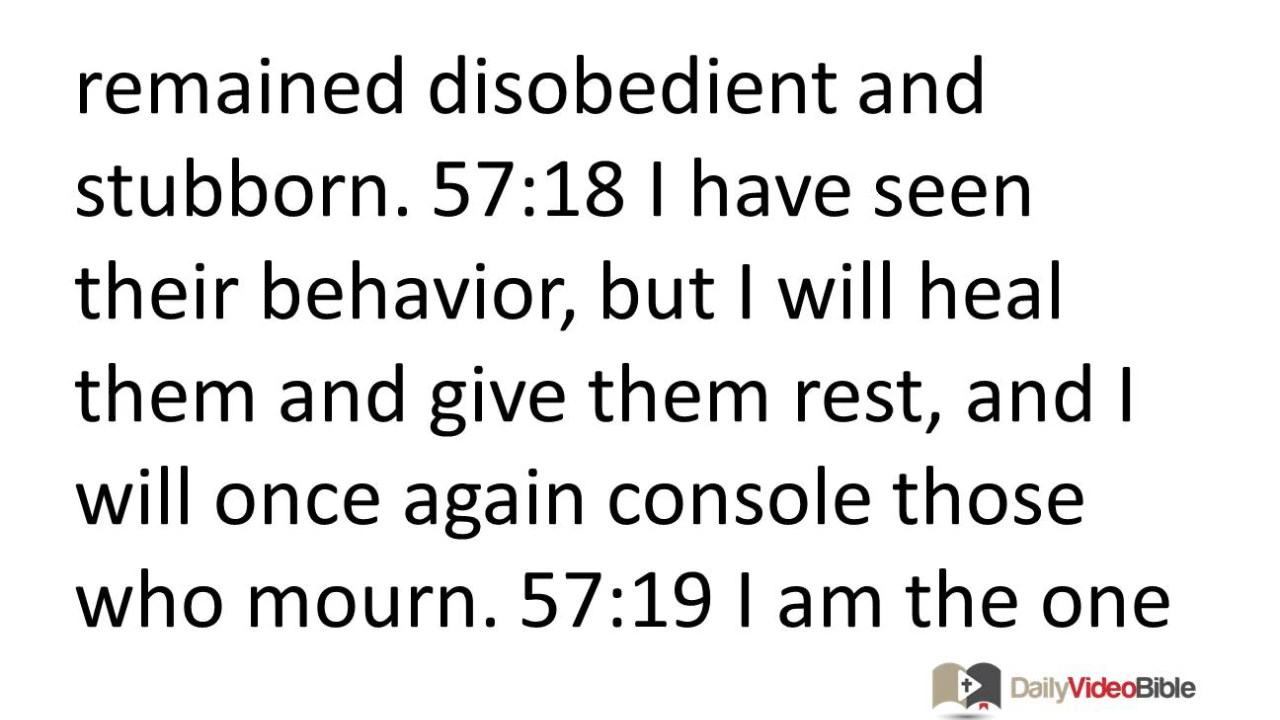 remained disobedient and
stubborn. 57:18 I have seen
their behavior, but I will heal
them and give them rest, and I
will once again console those
who mourn. 57:19 I am the one
DailyVideoBible